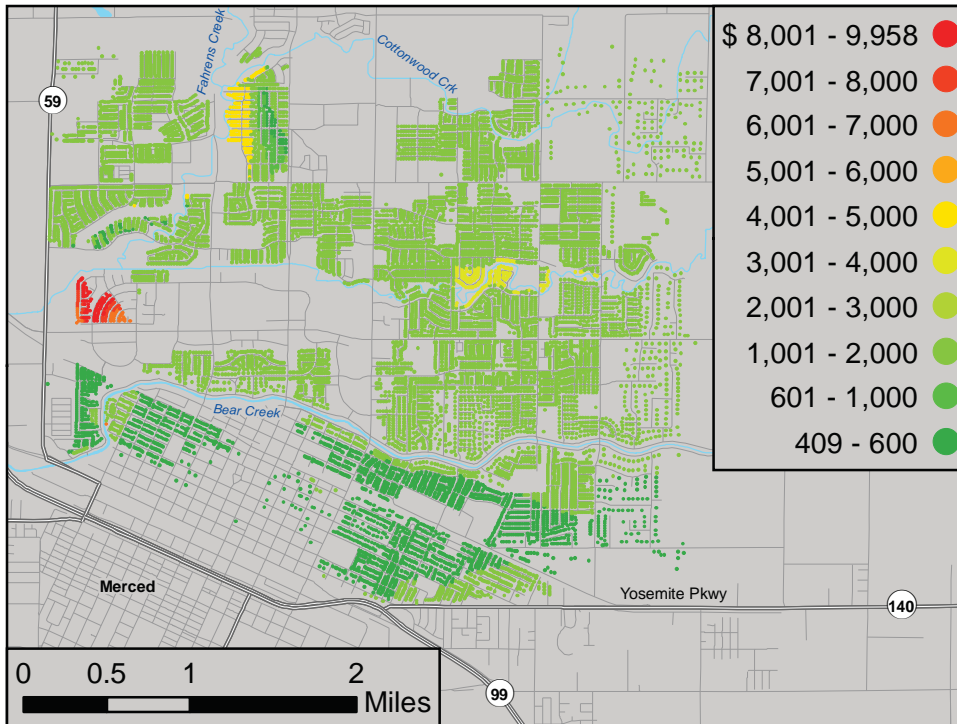 $ 8,001 - 9,958
7,001 - 8,000
6,001 - 7,000
5,001 - 6,000
4,001 - 5,000
3,001 - 4,000
2,001 - 3,000
1,001 - 2,000
601 - 1,000
409 - 600
Fahrens Creek
Cottonwood Crk
59
Bear Creek
Merced
Yosemite Pkwy
140
99
0 0.5 1 2
Miles